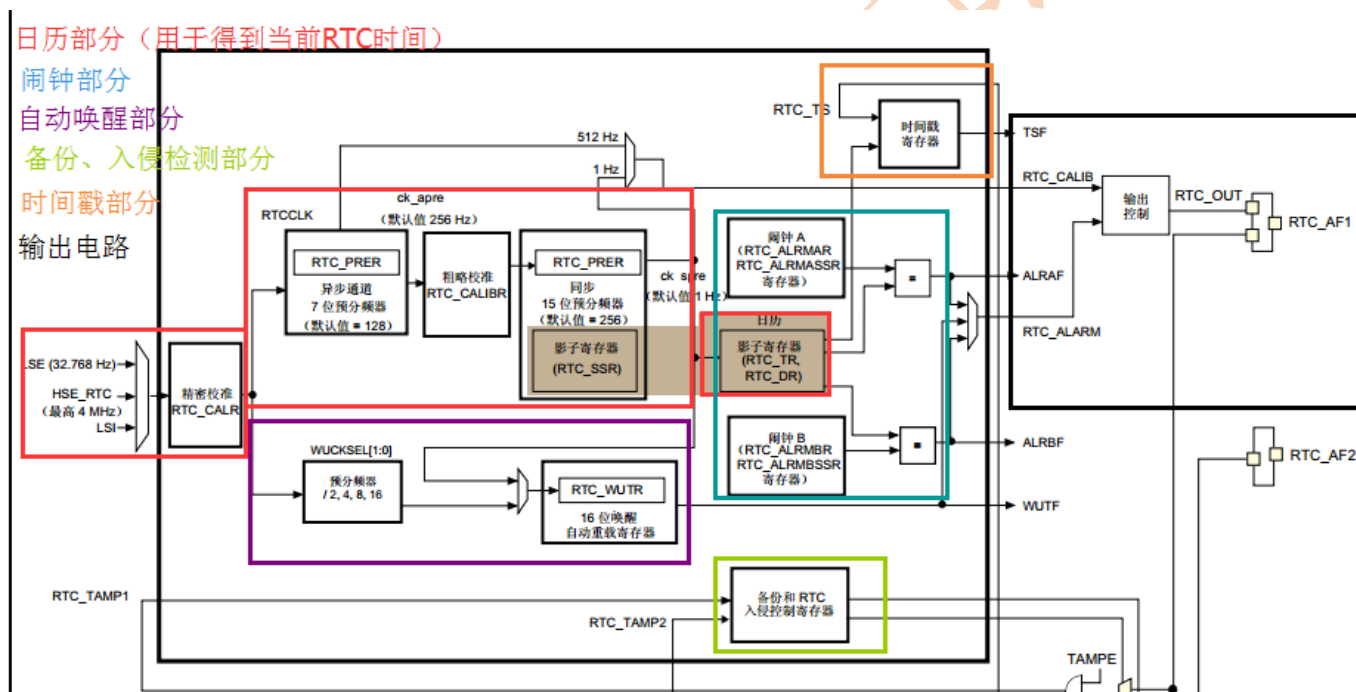 日历部分（用于得到当前RTC时间）
闹钟部分
自动唤醒部分
备份、入侵检测部分
时间戳部分
输出电路
RTC_TS
时间戳
寄存器
TSF
512 Hz
1 Hz
RTC_CALIB
输出
控制
RTC_OUT
RTC_AF1
ck_apre
（默认值 256 Hz）
RTCCLK
RTC_PRER
异步通道
7 位预分频器
（默认值 = 128）
粗略校准
RTC_CALIBR
RTC_PRER
同步
15 位预分频器
（默认值 = 256）
影子寄存器
(RTC_SSR)
ck_spre
（默认值 1 Hz）
闹钟 A
（RTC_ALRMAR
RTC_ALRMASSR
寄存器）
=
ALRAF
日历
影子寄存器
(RTC_TR,
RTC_DR)
RTC_ALARM
LSE (32.768 Hz)
HSE_RTC
（最高 4 MHz）
LSI
精密校准
RTC_CALR
闹钟 B
（RTC_ALRMBR
RTC_ALRMBSSR
寄存器）
=
ALRBF
RTC_AF2
WUCKSEL[1:0]
预分频器
/ 2, 4, 8, 16
RTC_WUTR
16 位唤醒
自动重载寄存器
WUTF
RTC_TAMP1
RTC_TAMP2
备份和 RTC
入侵控制寄存器
TAMPE